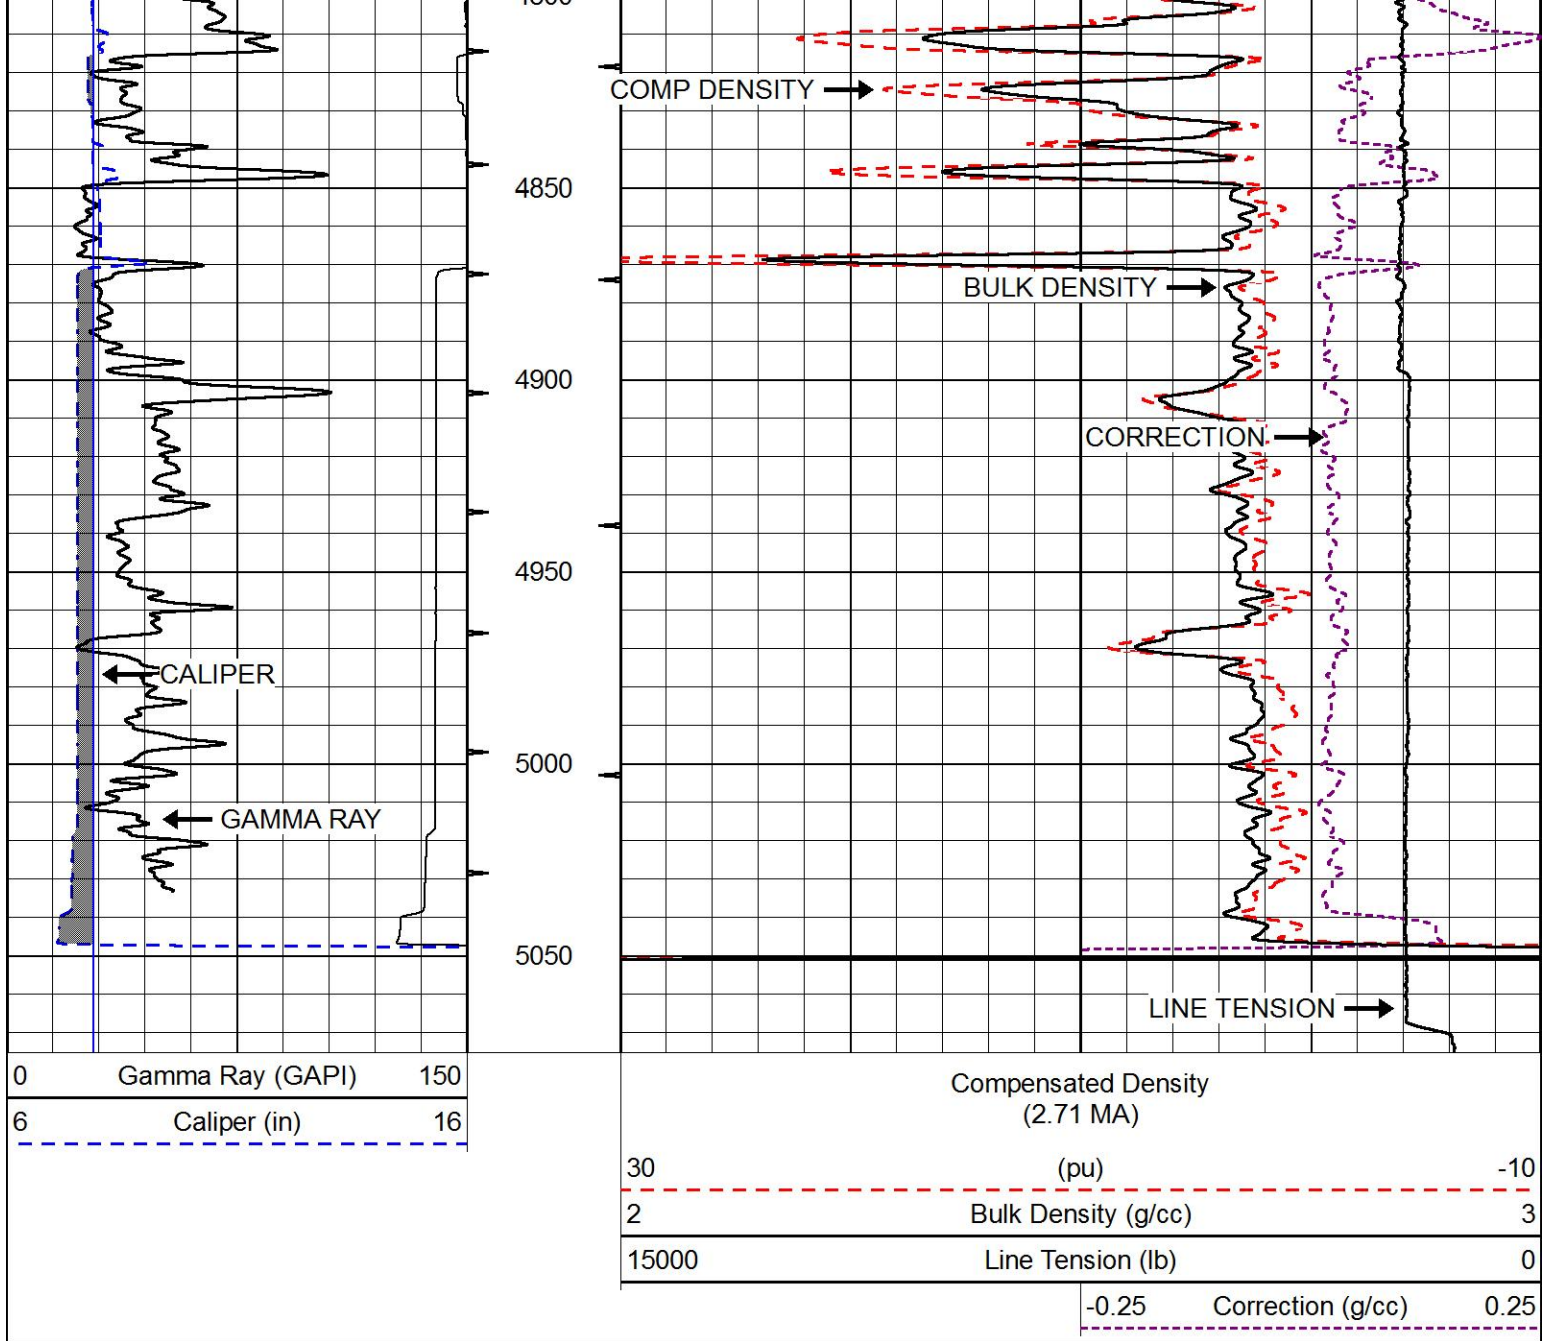 COMP DENSITY
4850
BULK DENSITY
4900
CORRECTION
4950
CALIPER
5000
GAMMA RAY
5050
LINE TENSION
0 Gamma Ray (GAPI) 150
6 Caliper (in) 16
Compensated Density
(2.71 MA)
30 (pu) -10
2 Bulk Density (g/cc) 3
15000 Line Tension (lb) 0
-0.25 Correction (g/cc) 0.25